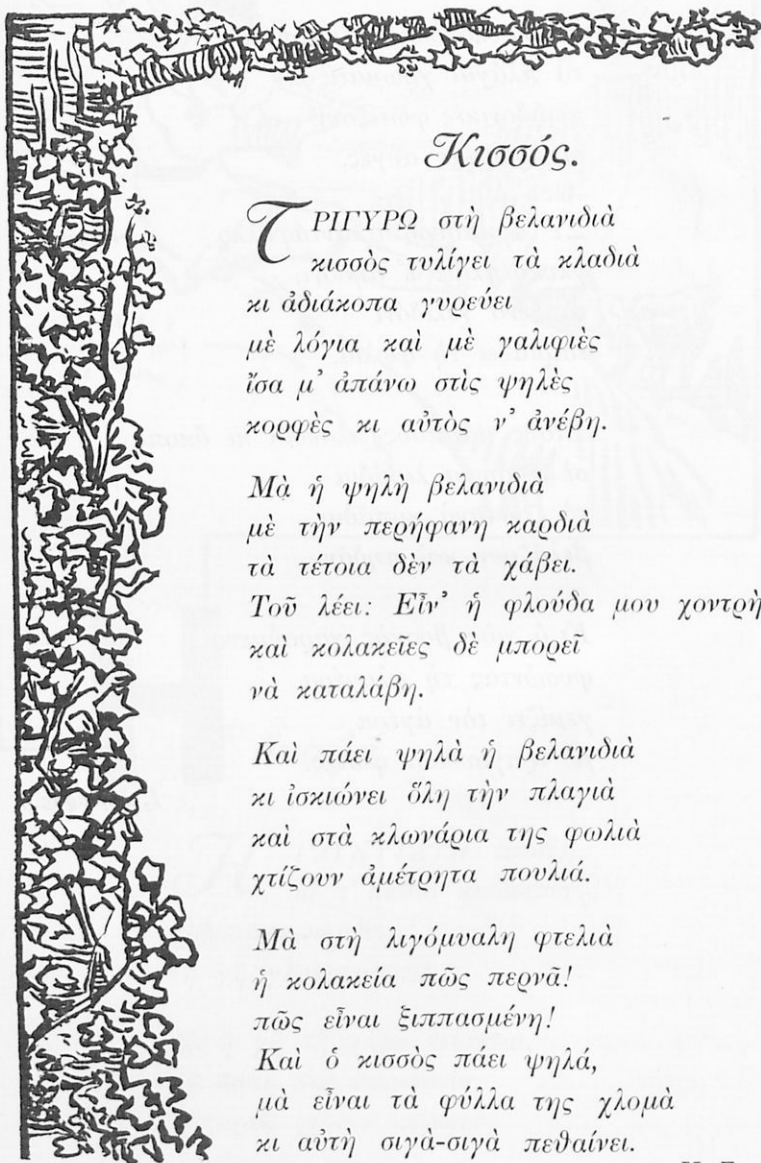 Κισσός.
ΤΡΙΓΥΡΩ στὴ βελανιδιὰ
κισσὸς τυλίγει τὰ κλαδιὰ
κι ἀδιάκοπα γυρεύει
μὲ λόγια καὶ μὲ γαλιφιὲς
ἴσα μ' ἀπάνω στὶς ψηλὲς
κορφὲς κι αὐτὸς ν' ἀνέβη.
Μὰ ἡ ψηλὴ βελανιδιὰ
μὲ τὴν περήφανη καρδιὰ
τὰ τέτοια δὲν τὰ χάβει.
Τοῦ λέει: Εἶν' ἡ φλούδα μου χοντρὴ
καὶ κολακεῖες δὲ μπορεῖ
νὰ καταλάβη.
Καὶ πάει ψηλὰ ἡ βελανιδιὰ
κι ἰσκιώνει ὅλη τὴν πλαγιὰ
καὶ στὰ κλωνάρια της φωλιὰ
χτίζουν ἀμέτρητα πουλιά.
Μὰ στὴ λιγόμυαλη φτελιὰ
ἡ κολακεία πῶς περνᾶ!
πῶς εἶναι ξιππασμένη!
Καὶ ὁ κισσὸς πάει ψηλά,
μὰ εἶναι τὰ φύλλα της χλομὰ
κι αὐτὴ σιγὰ-σιγὰ πεθαίνει.